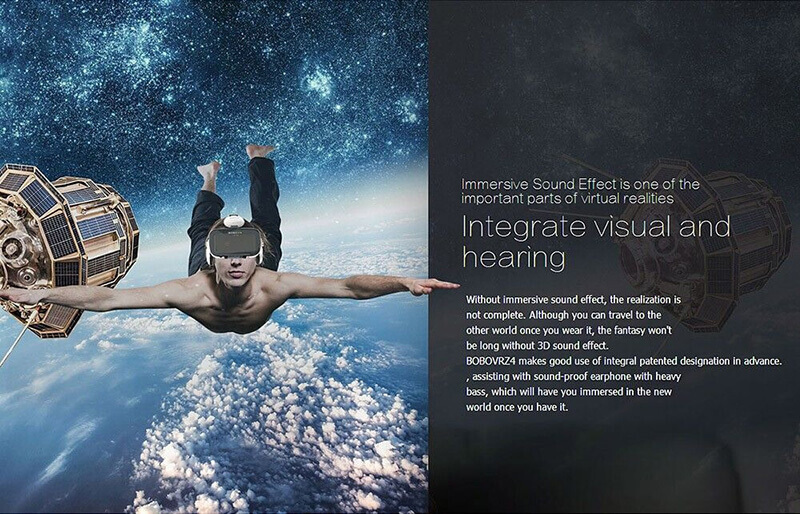 Immersive Sound Effect is one of the
important parts of virtual realities
Integrate visual and
hearing
Without immersive sound effect, the realization is
not complete. Although you can travel to the
other world once you wear it, the fantasy won't
be long without 3D sound effect.
BOBOVRZ4 makes good use of integral patented designation in advance.
, assisting with sound-proof earphone with heavy
bass, which will have you immersed in the new
world once you have it.